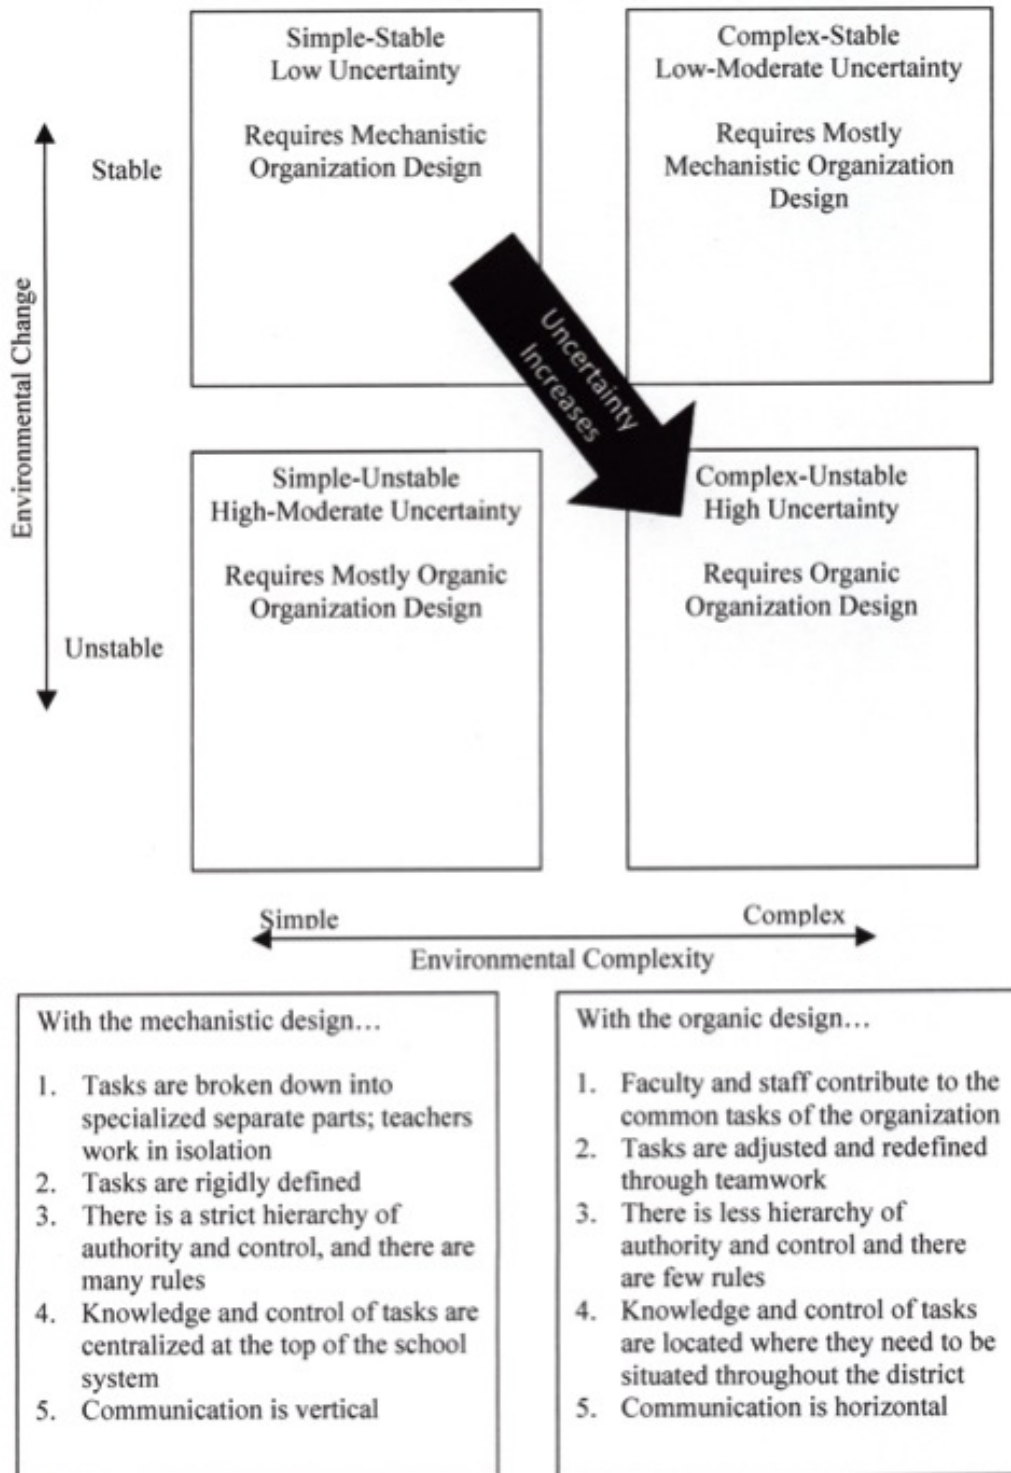 Simple-Stable
Low Uncertainty
Requires Mechanistic
Organization Design
Complex-Stable
Low-Moderate Uncertainty
Requires Mostly
Mechanistic Organization
Design
Stable
Environmental Change
Uncertainty
Increases
Simple-Unstable
High-Moderate Uncertainty
Requires Mostly Organic
Organization Design
Complex-Unstable
High Uncertainty
Requires Organic
Organization Design
Unstable
Simple
Complex
Environmental Complexity
With the mechanistic design...
1. Tasks are broken down into
specialized separate parts; teachers
work in isolation
2. Tasks are rigidly defined
3. There is a strict hierarchy of
authority and control, and there are
many rules
4. Knowledge and control of tasks are
centralized at the top of the school
system
5. Communication is vertical
With the organic design...
1. Faculty and staff contribute to the
common tasks of the organization
2. Tasks are adjusted and redefined
through teamwork
3. There is less hierarchy of
authority and control and there
are few rules
4. Knowledge and control of tasks
are located where they need to be
situated throughout the district
5. Communication is horizontal